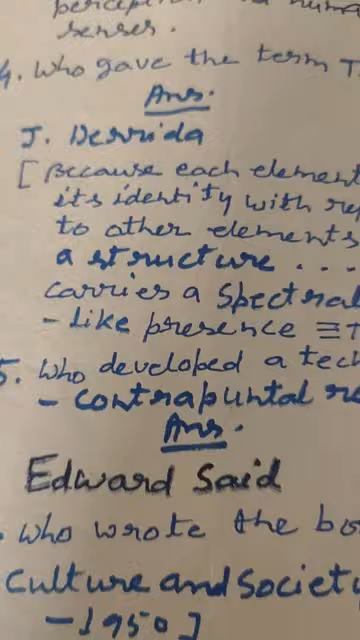 senses.
4. Who gave the term T
Ans.
J. Derrida
[Because each element
its identity with re
to other elements
a structure ....
carries a Spectral
- Like presence ≡ T
5. Who developed a tech
- contrapuntal re
Ans.
Edward Said
. who wrote the bo
Culture and Society
- 1950]